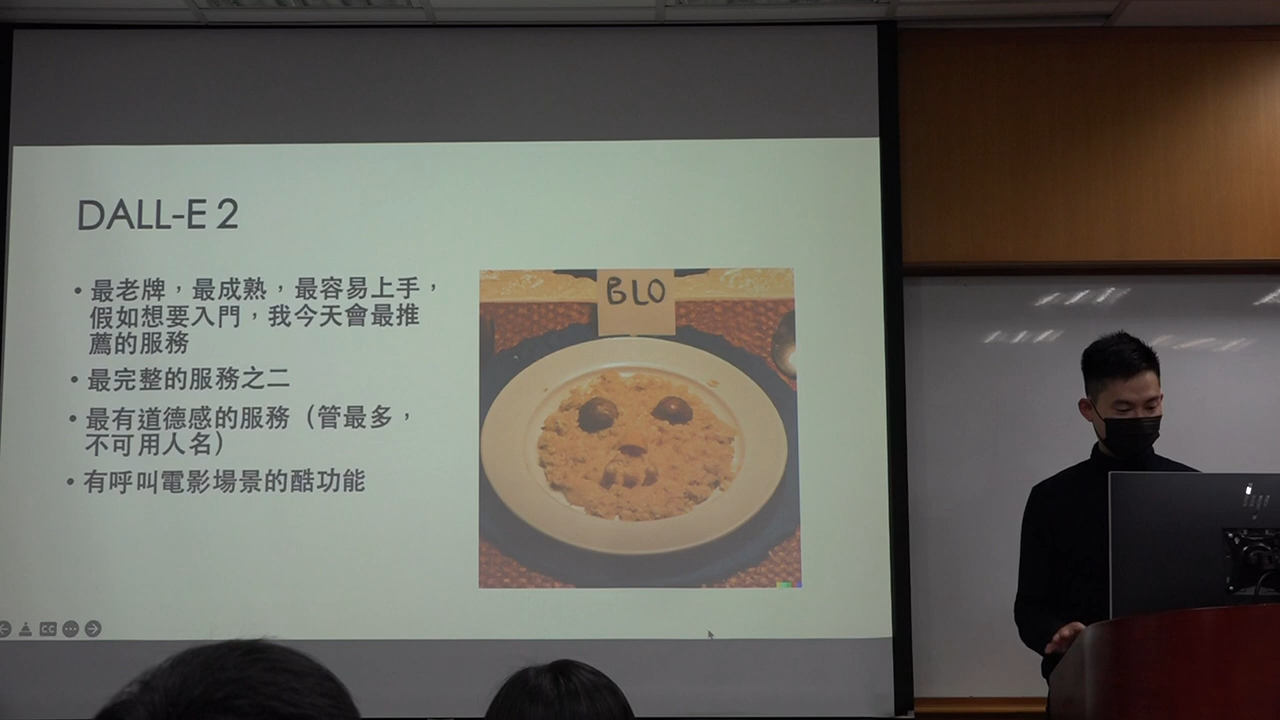 DALL-E 2
• 最老牌，最成熟，最容易上手，
假如想要入門，我今天會最推
薦的服務
• 最完整的服務之二
• 最有道德感的服務（管最多，
不可用人名）
• 有呼叫電影場景的酷功能
BLO
CC
hp